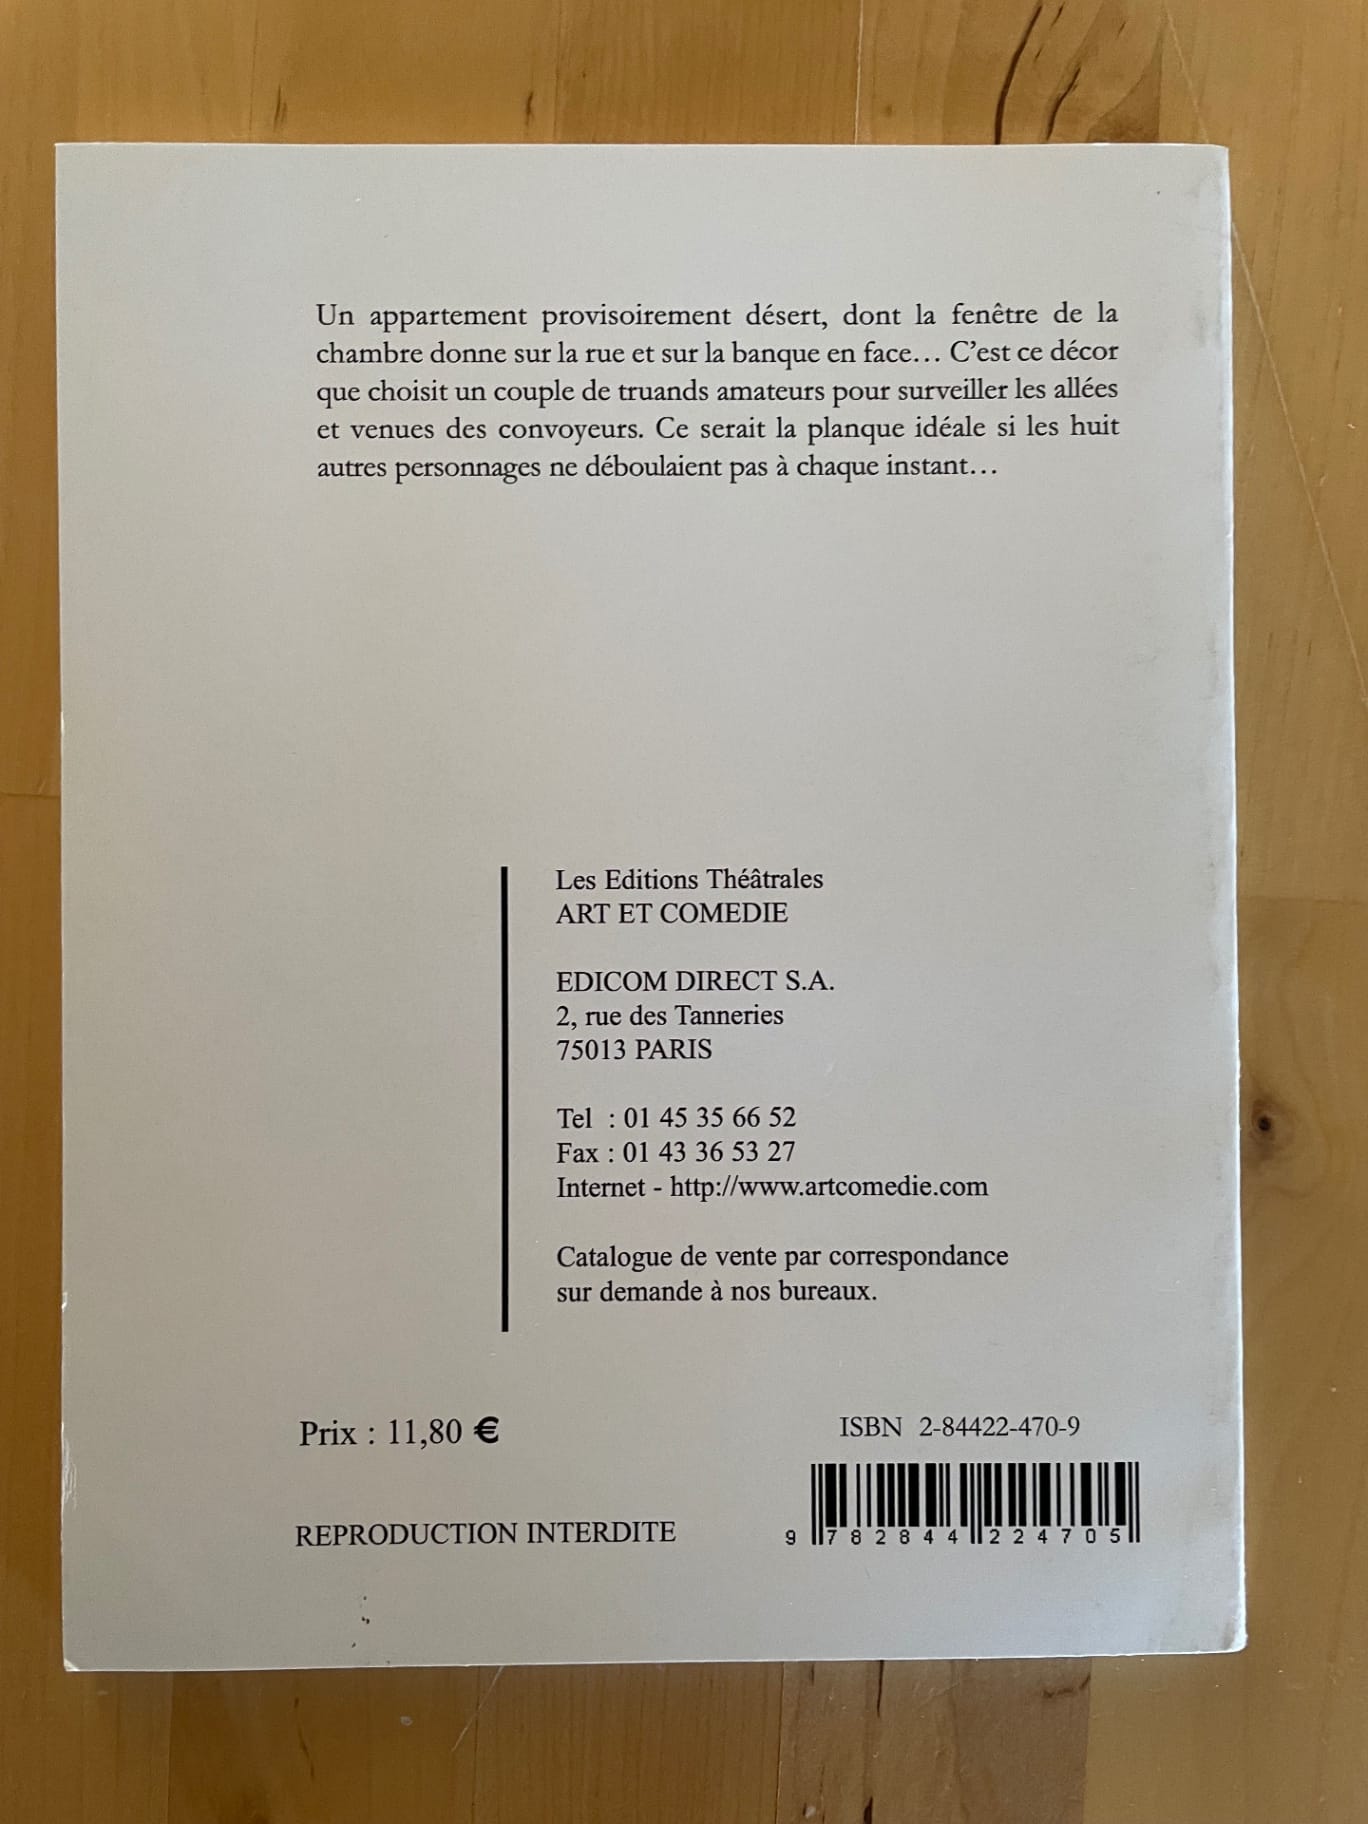 Un appartement provisoirement désert, dont la fenêtre de la
chambre donne sur la rue et sur la banque en face… C’est ce décor
que choisit un couple de truands amateurs pour surveiller les allées
et venues des convoyeurs. Ce serait la planque idéale si les huit
autres personnages ne déboulaient pas à chaque instant…
Les Editions Théâtrales
ART ET COMEDIE
EDICOM DIRECT S.A.
2, rue des Tanneries
75013 PARIS
Tel : 01 45 35 66 52
Fax : 01 43 36 53 27
Internet - http://www.artcomedie.com
Catalogue de vente par correspondance
sur demande à nos bureaux.
Prix : 11,80 €
REPRODUCTION INTERDITE
ISBN 2-84422-470-9
9 782844 224705